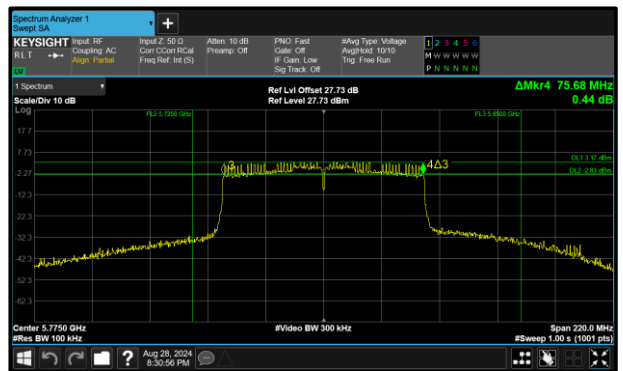 Spectrum Analyzer 1
Swept SA
KEYSIGHT Input: RF Input Z: 50 Ω Atten: 10 dB PNO: Fast #Avg Type: Voltage 1 2 3 4 5 6
RLT Coupling: AC Corr CCorr RCal Preamp: Off Gate: Off Avg|Hold: 10/10 M W W W W W
Align: Partial Freq Ref: Int (S) IF Gain: Low Trig: Free Run
Sig Track: Off P N N N N N
1 Spectrum ΔMkr4 75.68 MHz
Ref Lvl Offset 27.73 dB
Scale/Div 10 dB Ref Level 27.73 dBm 0.44 dB
Log
FL2 5.7250 GHz FL3 5.8500 GHz
17.7
7.73
3 4Δ3
DL1 3.17 dBm
-2.27
DL2 -2.83 dBm
-12.3
-22.3
-32.3
-42.3
-52.3
-62.3
Center 5.7750 GHz #Video BW 300 kHz Span 220.0 MHz
#Res BW 100 kHz #Sweep 1.00 s (1001 pts)
? Aug 28, 2024
8:30:56 PM